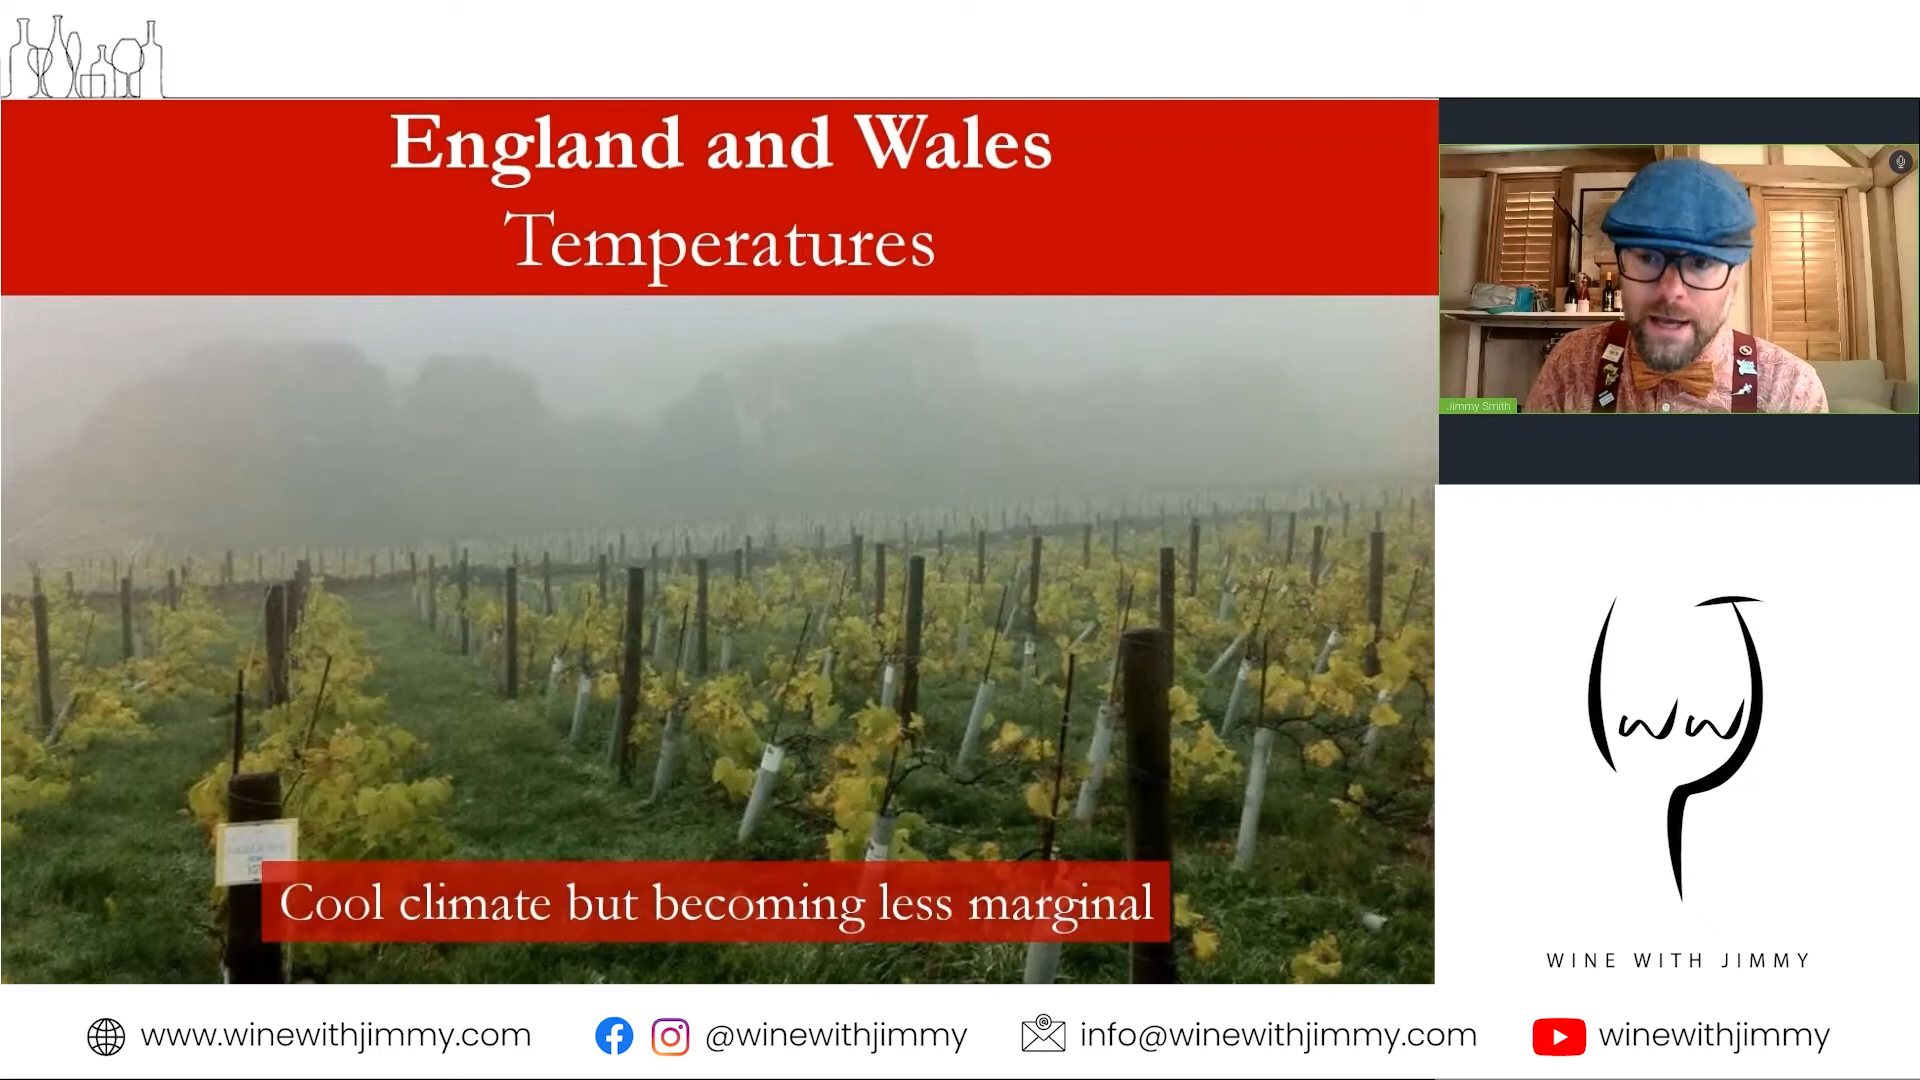 England and Wales
Temperatures
Jimmy Smith
Cool climate but becoming less marginal
ww
WINE WITH JIMMY
www.winewithjimmy.com
@winewithjimmy
info@winewithjimmy.com
winewithjimmy